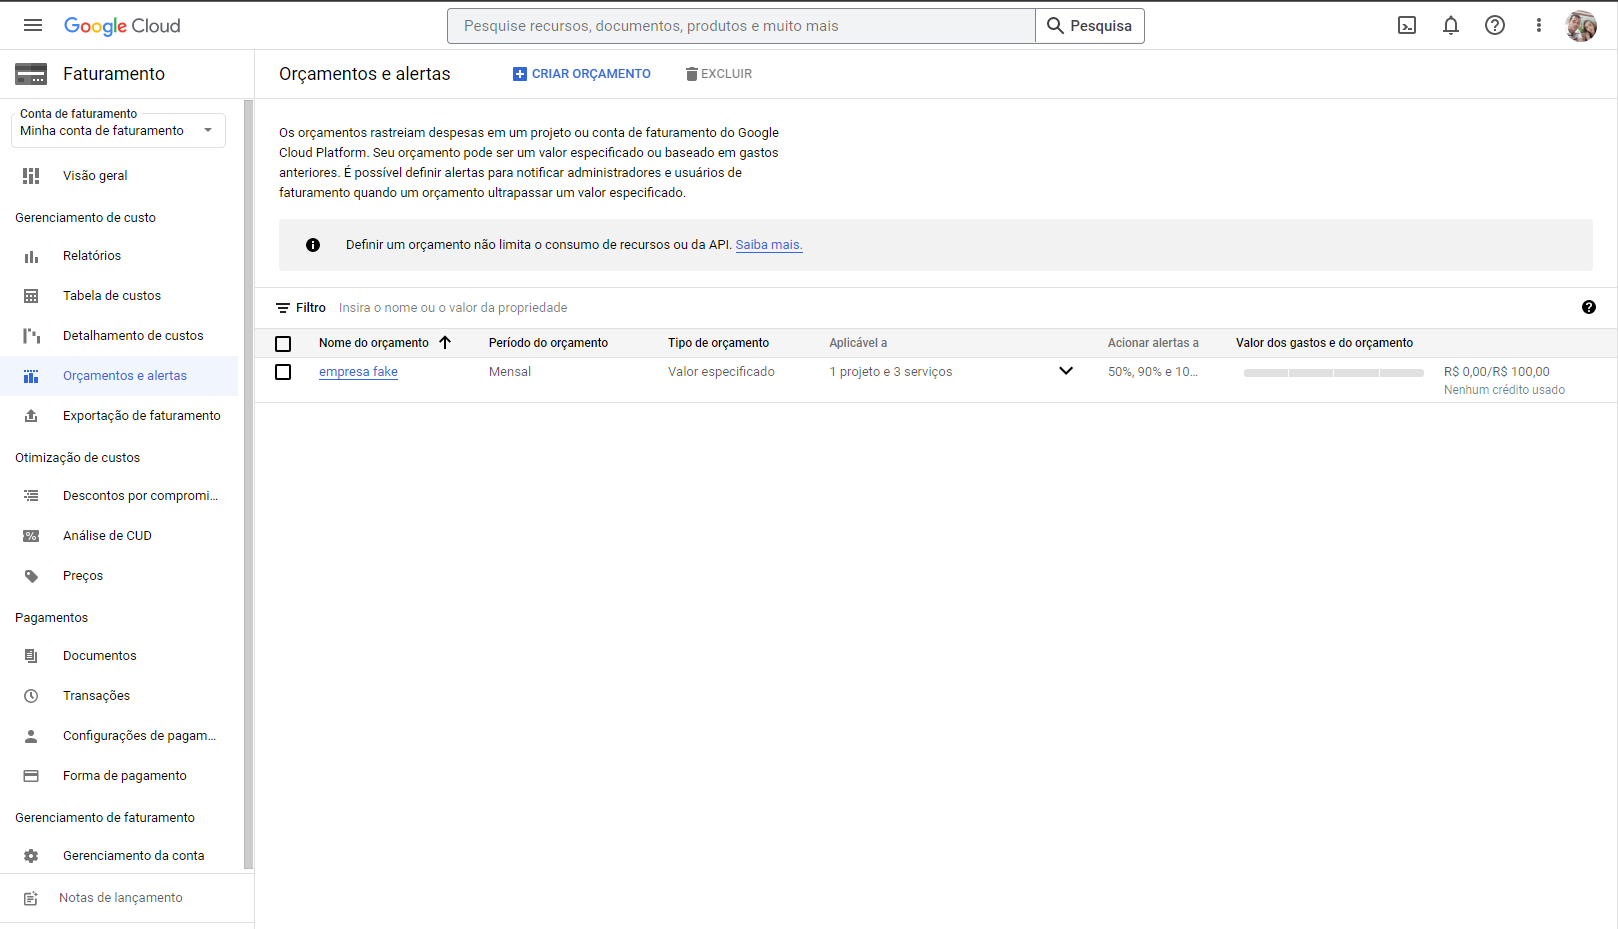 Google Cloud
Pesquise recursos, documentos, produtos e muito mais
Pesquisa
Faturamento
Conta de faturamento
Minha conta de faturamento
Visão geral
Gerenciamento de custo
Relatórios
Tabela de custos
Detalhamento de custos
Orçamentos e alertas
Exportação de faturamento
Otimização de custos
Descontos por compromi...
Análise de CUD
Preços
Pagamentos
Documentos
Transações
Configurações de pagam...
Forma de pagamento
Gerenciamento de faturamento
Gerenciamento da conta
Notas de lançamento
Orçamentos e alertas
CRIAR ORÇAMENTO
EXCLUIR
Os orçamentos rastreiam despesas em um projeto ou conta de faturamento do Google
Cloud Platform. Seu orçamento pode ser um valor especificado ou baseado em gastos
anteriores. É possível definir alertas para notificar administradores e usuários de
faturamento quando um orçamento ultrapassar um valor especificado.
Definir um orçamento não limita o consumo de recursos ou da API. Saiba mais.
Filtro Insira o nome ou o valor da propriedade
Nome do orçamento Período do orçamento Tipo de orçamento Aplicável a Acionar alertas a Valor dos gastos e do orçamento
empresa fake Mensal Valor especificado 1 projeto e 3 serviços 50%, 90% e 10... R$ 0,00/R$ 100,00
Nenhum crédito usado